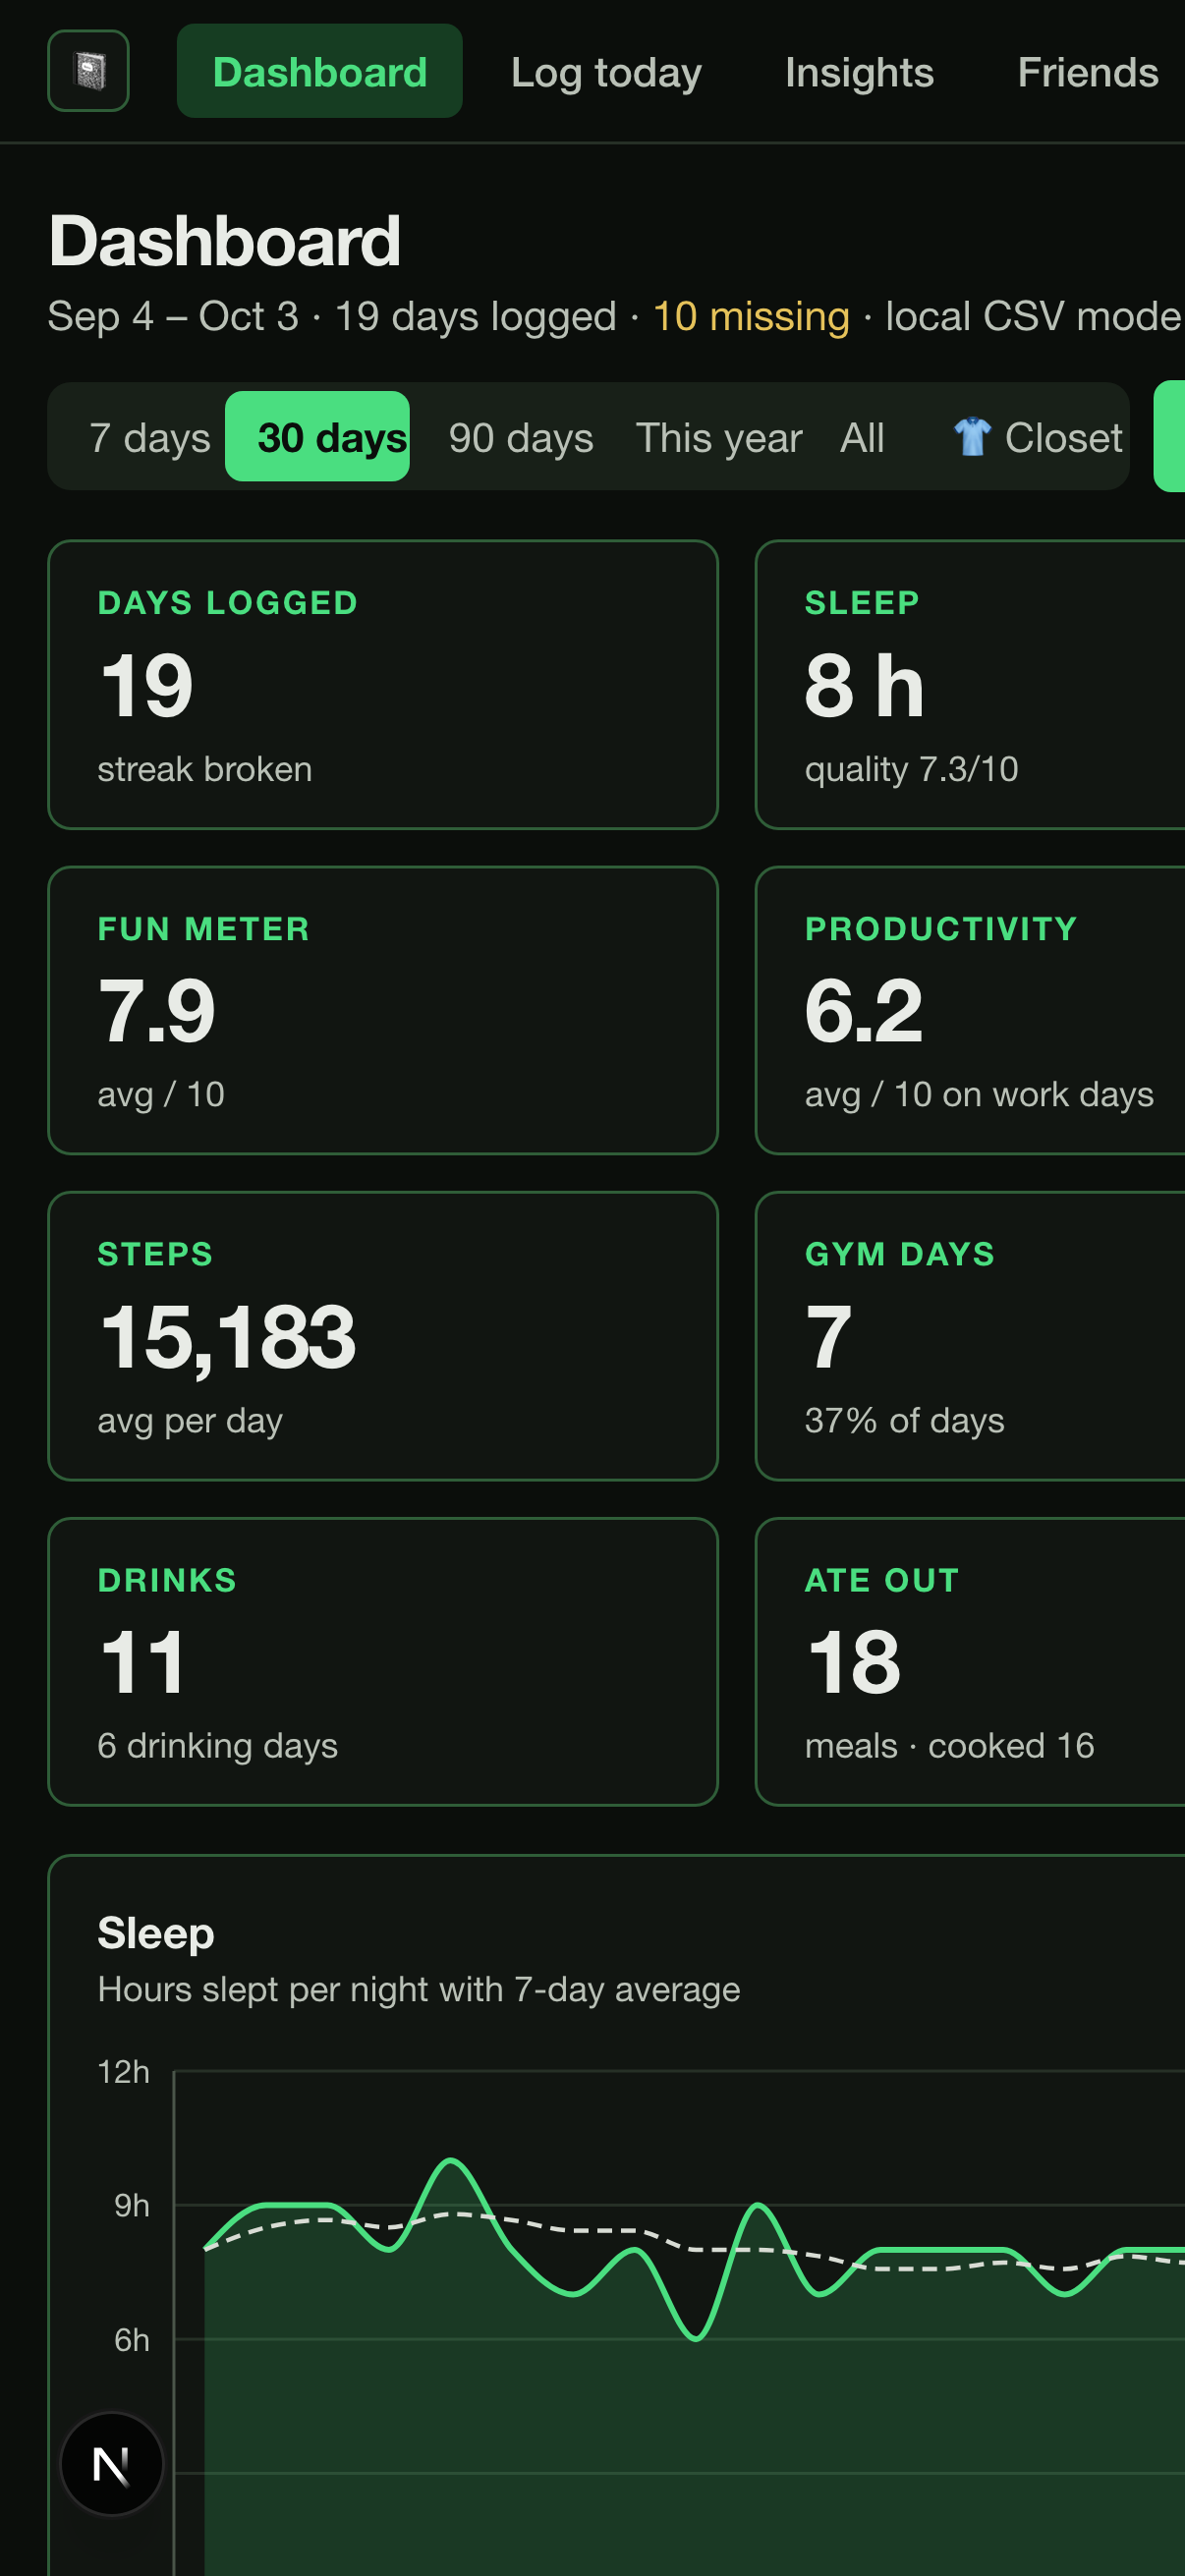 Dashboard Log today Insights Friends
Dashboard
Sep 4 – Oct 3 · 19 days logged · 10 missing · local CSV mode
7 days 30 days 90 days This year All 👕 Closet
DAYS LOGGED
19
streak broken
SLEEP
8 h
quality 7.3/10
FUN METER
7.9
avg / 10
PRODUCTIVITY
6.2
avg / 10 on work days
STEPS
15,183
avg per day
GYM DAYS
7
37% of days
DRINKS
11
6 drinking days
ATE OUT
18
meals · cooked 16
Sleep
Hours slept per night with 7-day average
12h
9h
6h
N